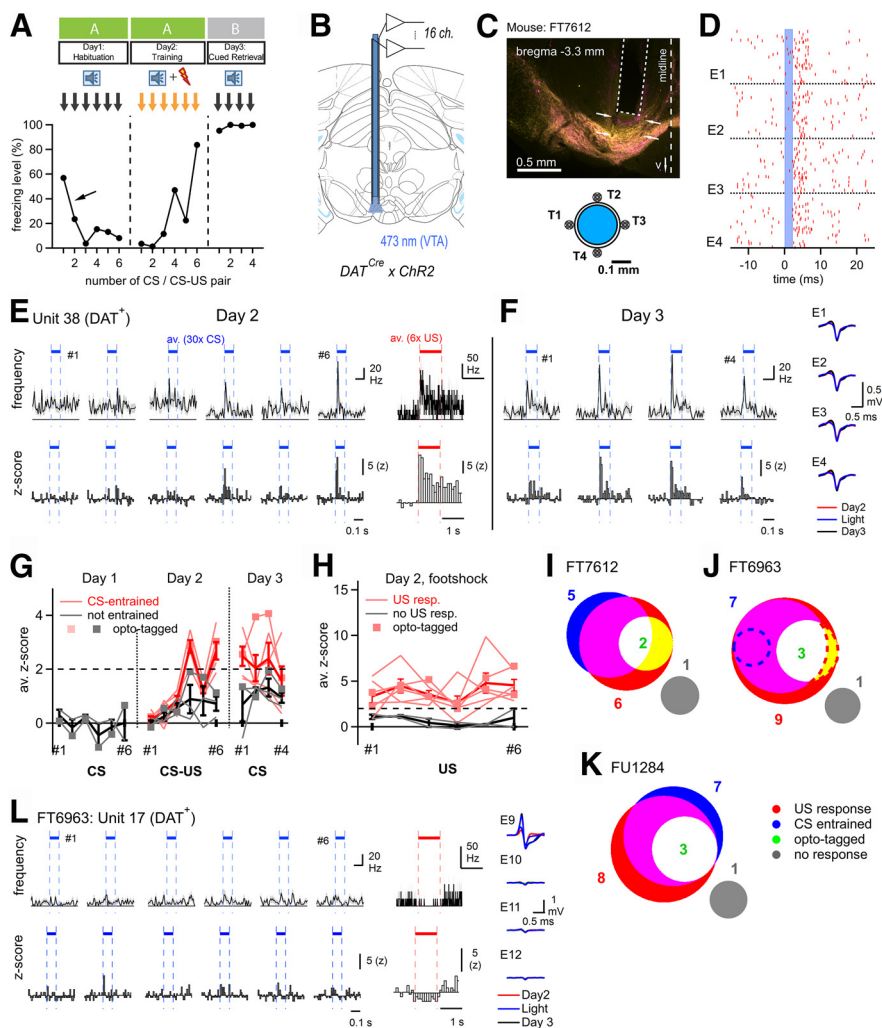 A
A
A
B
Day1:
Habituation
Day2:
Training
Day3:
Cued Retrieval
+
freezing level (%)
100
80
60
40
20
0
2 4 6
2 4 6
2 4
number of CS / CS-US pair
B
16 ch.
473 nm (VTA)
DATCre x ChR2
C
Mouse: FT7612
bregma -3.3 mm
midline
0.5 mm
v
T2
T1
T3
T4
0.1 mm
D
E1
E2
E3
E4
-10 0 10 20
time (ms)
E
Unit 38 (DAT+)
Day 2
av. (30x CS)
av. (6x US)
#1
#6
20
Hz
50
Hz
frequency
z-score
5 (z)
5 (z)
0.1 s
1 s
F
Day 3
#1
#4
20
Hz
5 (z)
0.1 s
E1
E2
E3
E4
0.5
mV
0.5 ms
Day2
Light
Day3
G
Day 1
Day 2
Day 3
CS-entrained
not entrained
opto-tagged
av. z-score
4
2
0
#1
#6
#1
#6
#1
#4
CS
CS-US
CS
H
Day 2, footshock
US resp.
no US resp.
opto-tagged
av. z-score
15
10
5
0
#1
#6
US
I
FT7612
5
2
1
6
J
FT6963
7
3
1
9
K
FU1284
7
3
1
8
US response
CS entrained
opto-tagged
no response
L
FT6963: Unit 17 (DAT+)
#1
#6
20
Hz
50
Hz
frequency
z-score
5 (z)
5
(z)
0.1 s
1 s
E9
E10
E11
E12
1
mV
0.5 ms
Day2
Light
Day 3